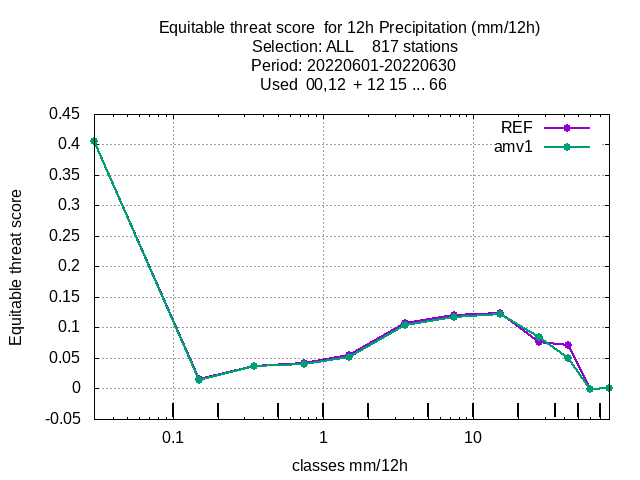 Equitable threat score  for 12h Precipitation (mm/12h)
Selection: ALL    817 stations
Period: 20220601-20220630
Used  00,12  + 12 15 ... 66
REF
amv1
0.45
0.4
0.35
0.3
0.25
0.2
0.15
0.1
0.05
0
-0.05
Equitable threat score
0.1 1 10
classes mm/12h